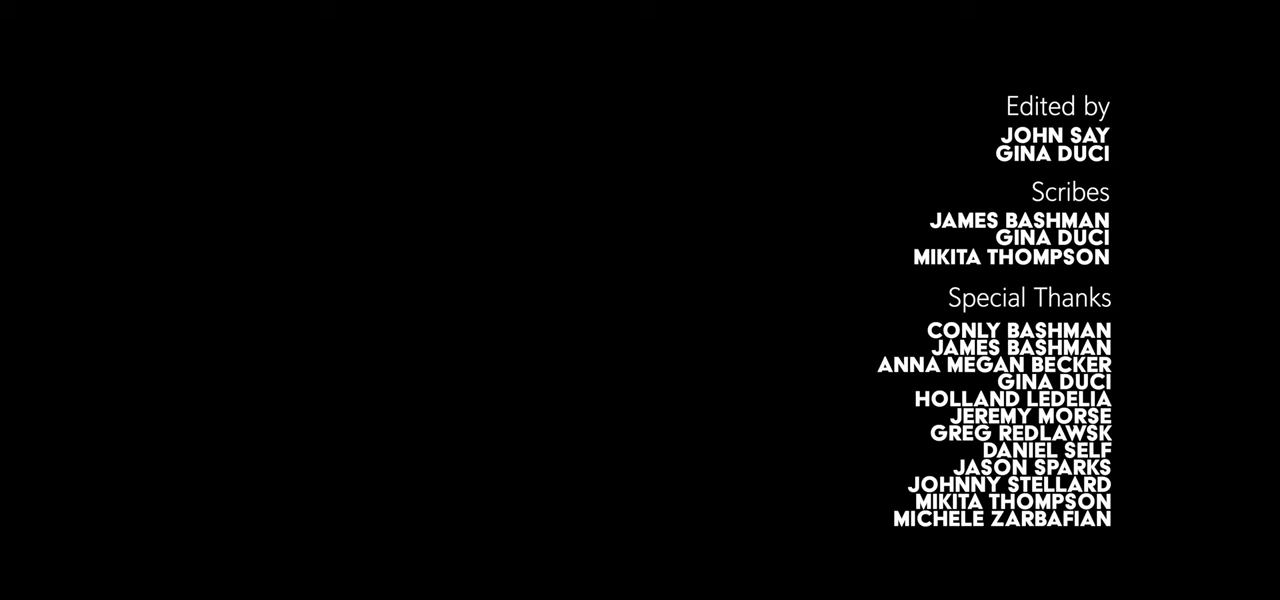 Edited by
JOHN SAY
GINA DUCI
Scribes
JAMES BASHMAN
GINA DUCI
MIKITA THOMPSON
Special Thanks
CONLY BASHMAN
JAMES BASHMAN
ANNA MEGAN BECKER
GINA DUCI
HOLLAND LEDELIA
JEREMY MORSE
GREG REDLAWSK
DANIEL SELF
JASON SPARKS
JOHNNY STELLARD
MIKITA THOMPSON
MICHELE ZARBAFIAN